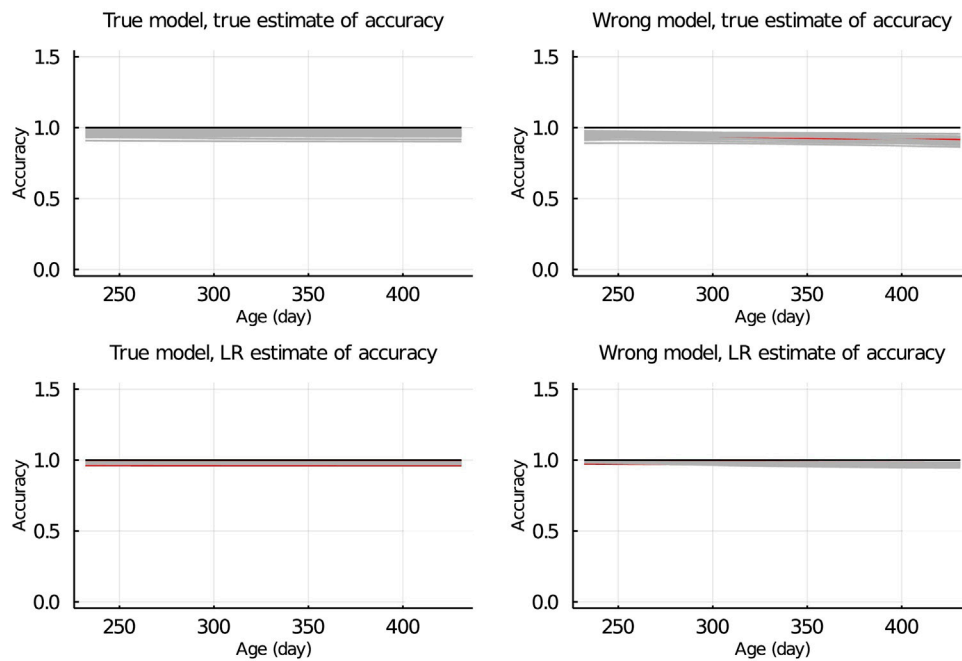 True model, true estimate of accuracy
1.5
1.0
0.5
0.0
Accuracy
250 300 350 400
Age (day)
Wrong model, true estimate of accuracy
1.5
1.0
0.5
0.0
Accuracy
250 300 350 400
Age (day)
True model, LR estimate of accuracy
1.5
1.0
0.5
0.0
Accuracy
250 300 350 400
Age (day)
Wrong model, LR estimate of accuracy
1.5
1.0
0.5
0.0
Accuracy
250 300 350 400
Age (day)